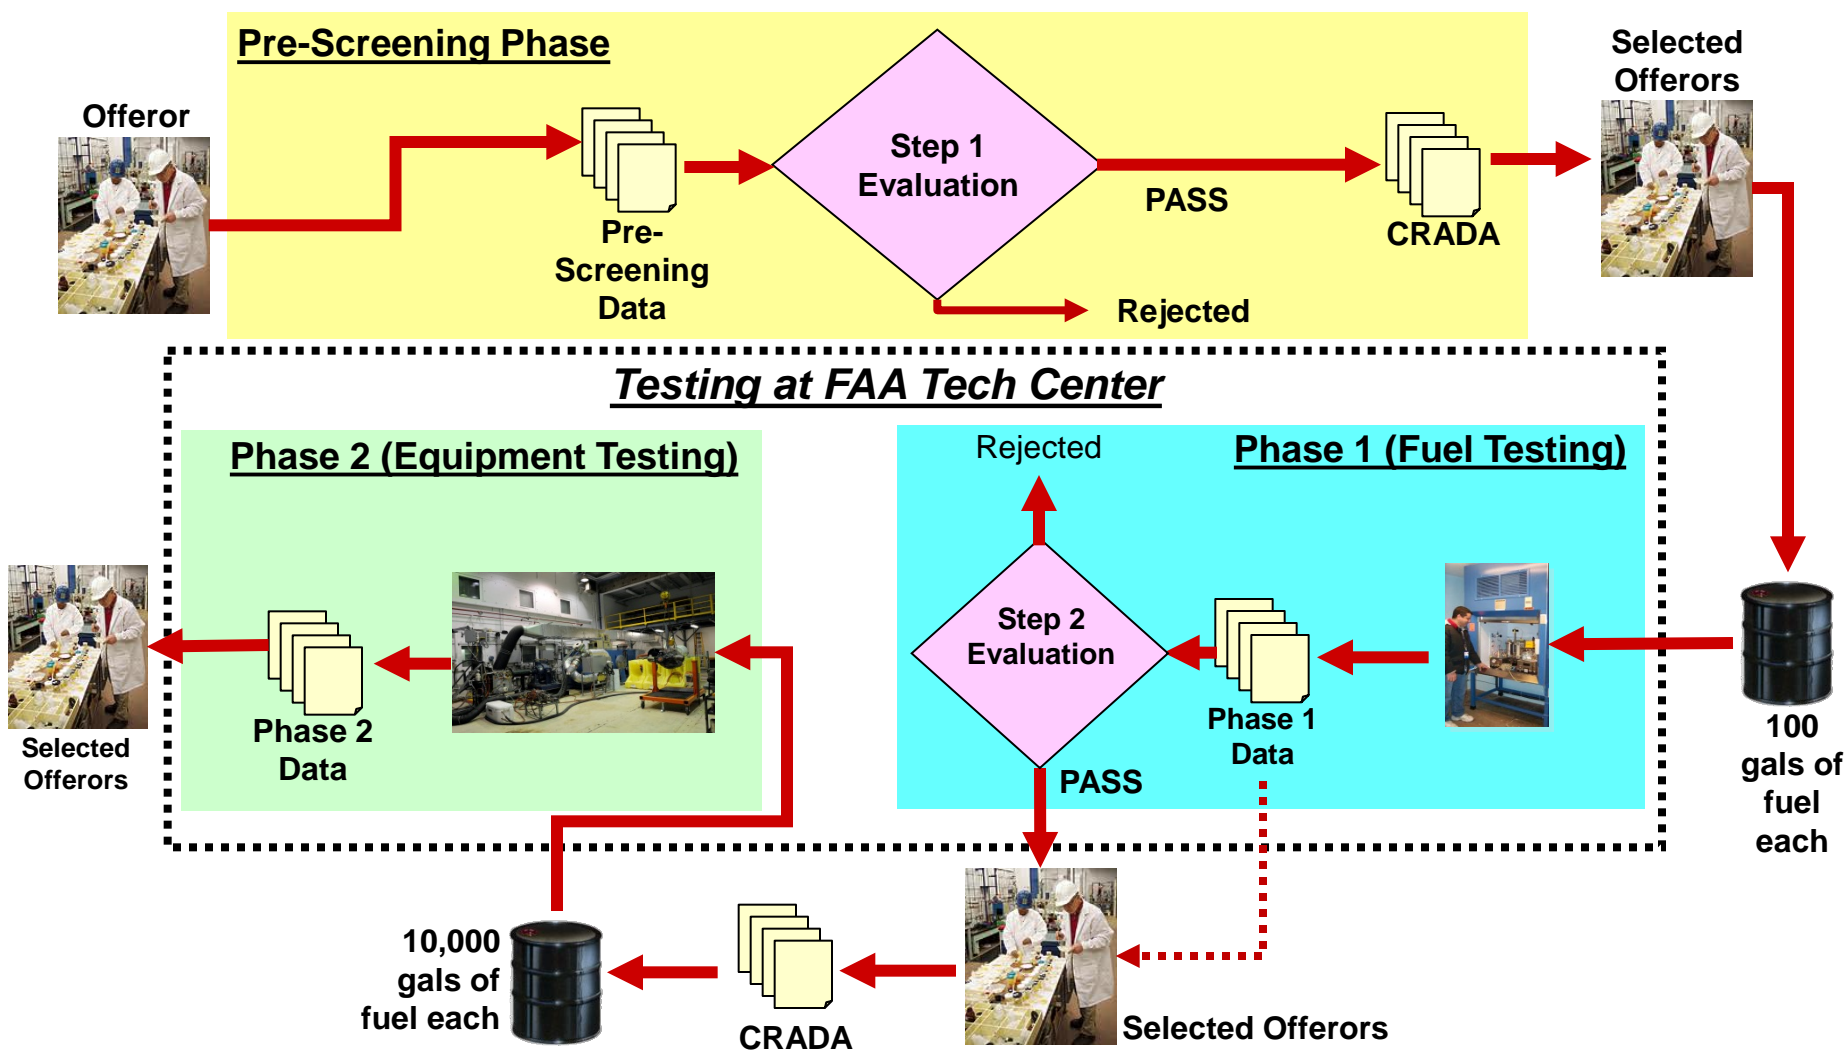 Pre-Screening Phase
Selected
Offerors
Offeror
Step 1
Evaluation
PASS
CRADA
Pre-
Screening
Data
Rejected
Testing at FAA Tech Center
Phase 2 (Equipment Testing)
Rejected
Phase 1 (Fuel Testing)
Step 2
Evaluation
Phase 1
Data
PASS
100
gals of
fuel
each
Phase 2
Data
Selected
Offerors
10,000
gals of
fuel each
CRADA
Selected Offerors